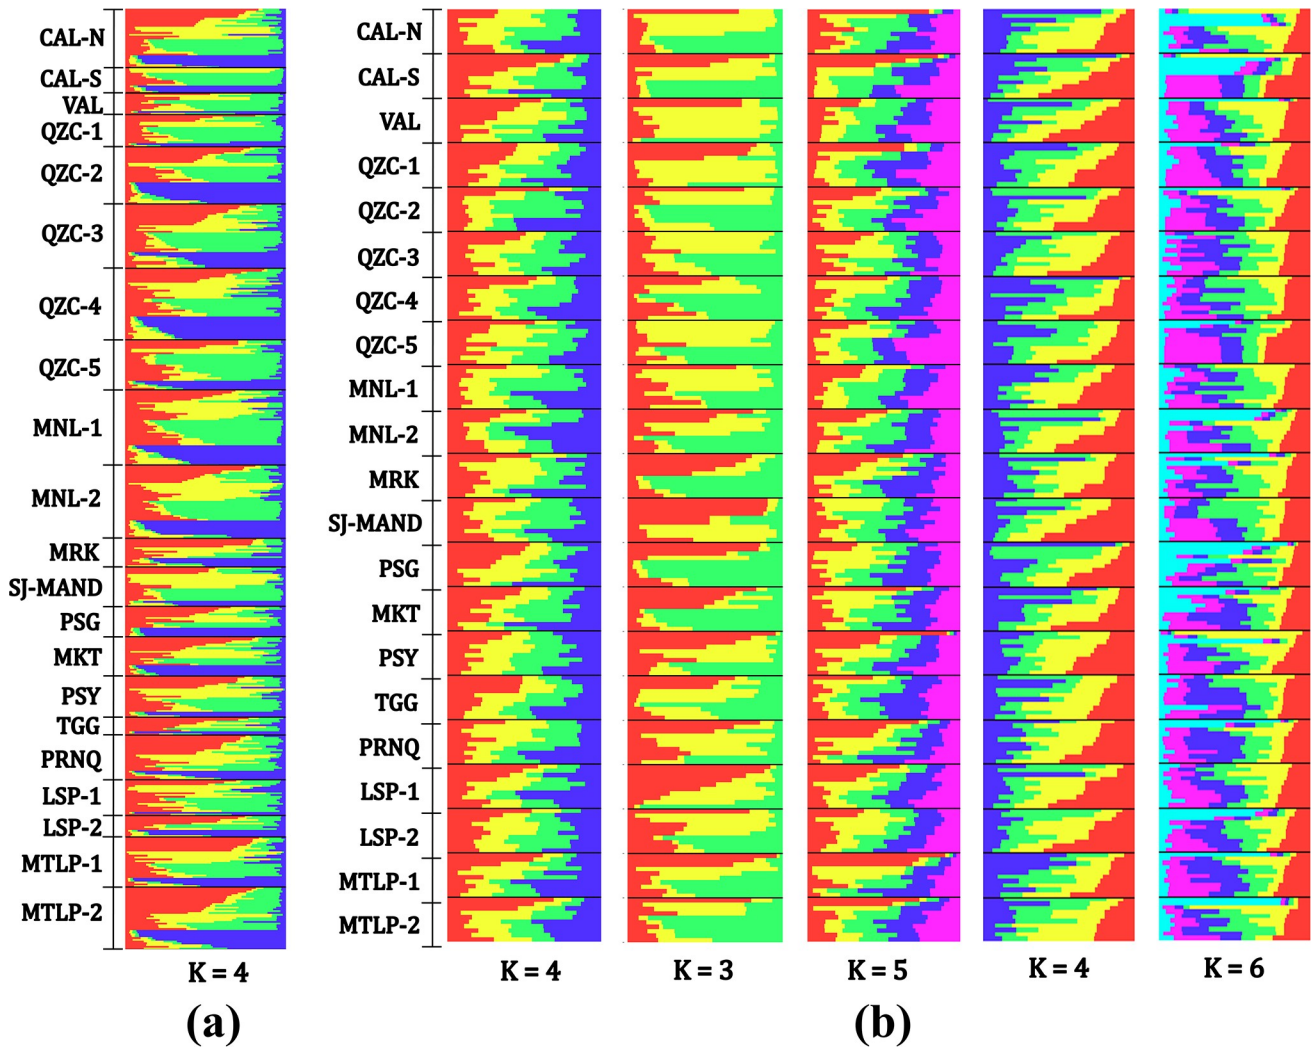 CAL-N
CAL-S
VAL
QZC-1
QZC-2
QZC-3
QZC-4
QZC-5
MNL-1
MNL-2
MRK
SJ-MAND
PSG
MKT
PSY
TGG
PRNQ
LSP-1
LSP-2
MTLP-1
MTLP-2
K = 4
(a)
CAL-N
CAL-S
VAL
QZC-1
QZC-2
QZC-3
QZC-4
QZC-5
MNL-1
MNL-2
MRK
SJ-MAND
PSG
MKT
PSY
TGG
PRNQ
LSP-1
LSP-2
MTLP-1
MTLP-2
K = 4 K = 3 K = 5 K = 4 K = 6
(b)